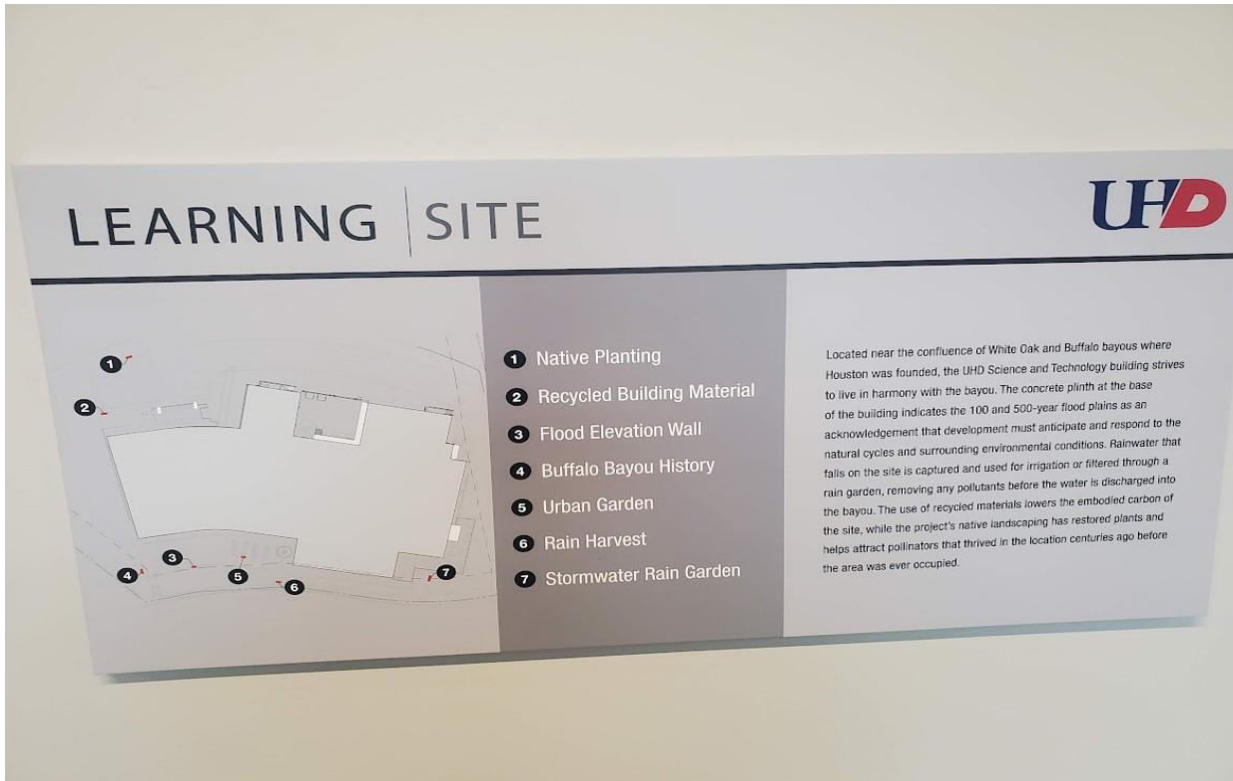 LEARNING | SITE
UHD
1
2
3
4
5
6
7
1 Native Planting
2 Recycled Building Material
3 Flood Elevation Wall
4 Buffalo Bayou History
5 Urban Garden
6 Rain Harvest
7 Stormwater Rain Garden
Located near the confluence of White Oak and Buffalo bayous where
Houston was founded, the UHD Science and Technology building strives
to live in harmony with the bayou. The concrete plinth at the base
of the building indicates the 100 and 500-year flood plains as an
acknowledgement that development must anticipate and respond to the
natural cycles and surrounding environmental conditions. Rainwater that
falls on the site is captured and used for irrigation or filtered through a
rain garden, removing any pollutants before the water is discharged into
the bayou. The use of recycled materials lowers the embodied carbon of
the site, while the project's native landscaping has restored plants and
helps attract pollinators that thrived in the location centuries ago before
the area was ever occupied.